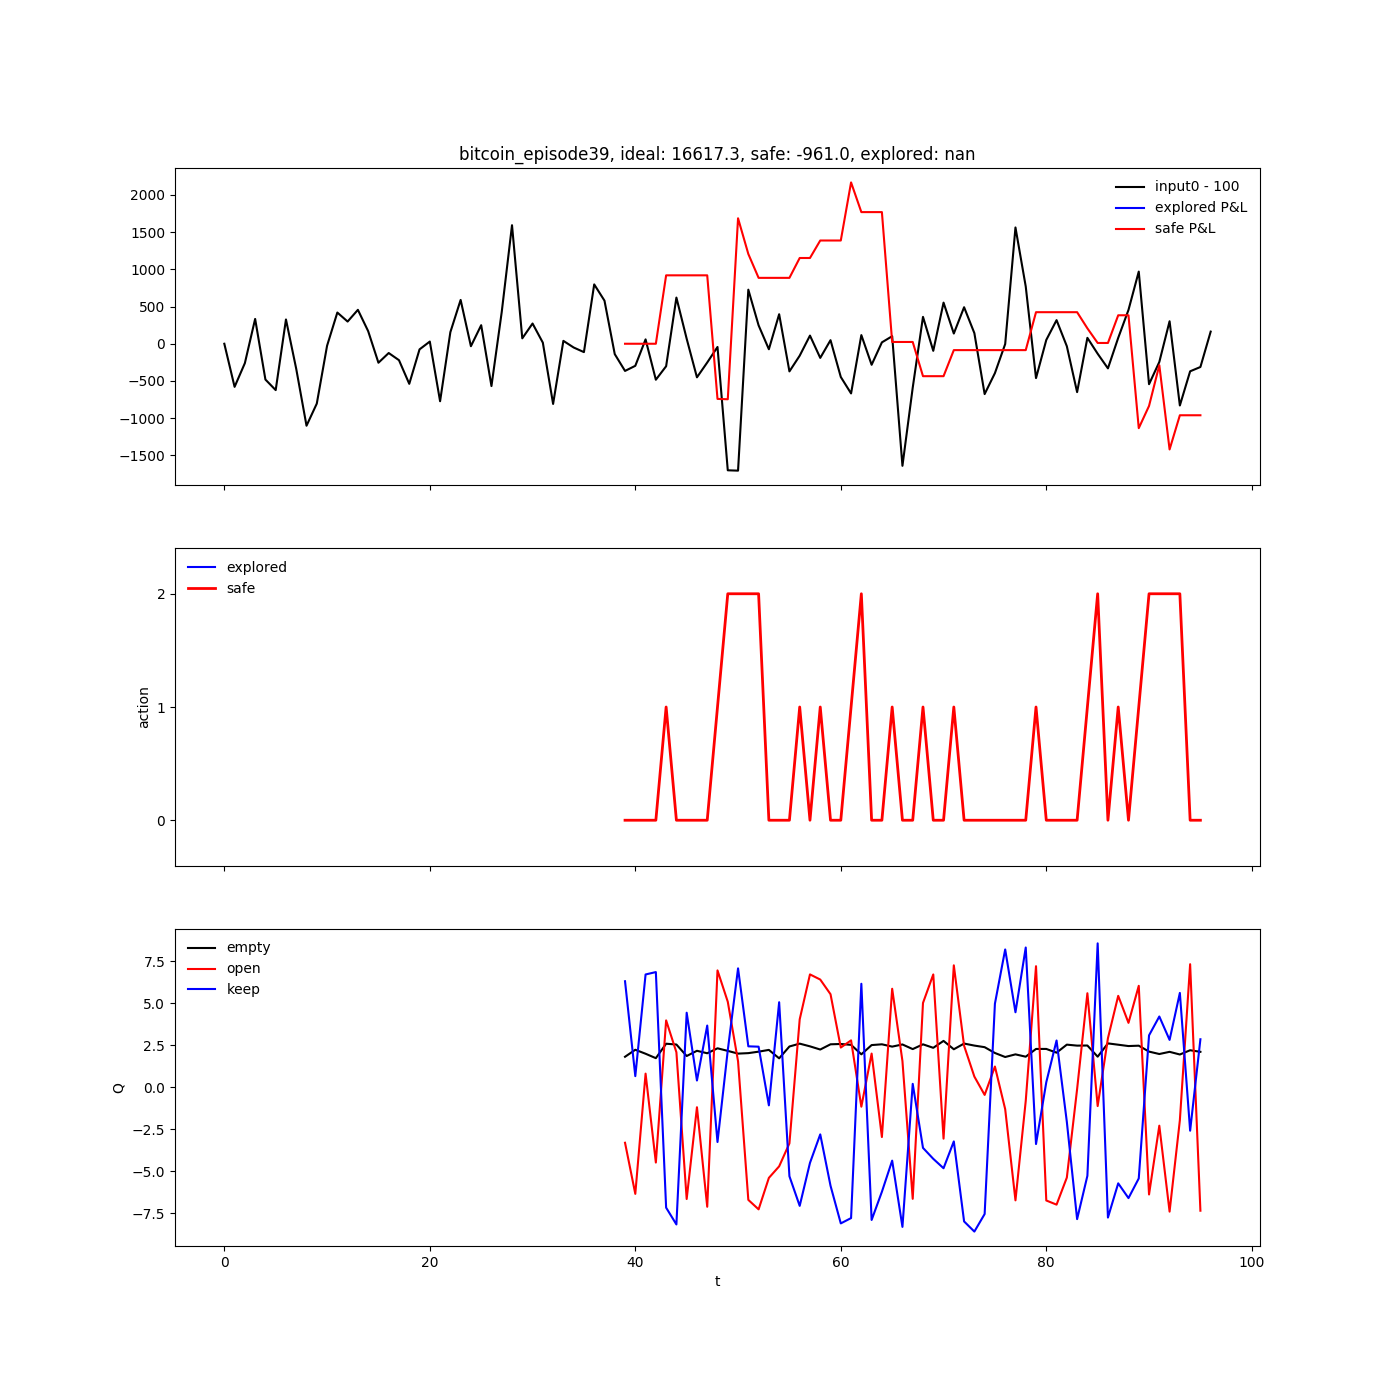 bitcoin_episode39, ideal: 16617.3, safe: -961.0, explored: nan
2000
1500
1000
500
0
−500
−1000
−1500
input0 - 100
explored P&L
safe P&L
2
1
0
action
explored
safe
7.5
5.0
2.5
0.0
−2.5
−5.0
−7.5
Q
empty
open
keep
0 20 40 60 80 100
t